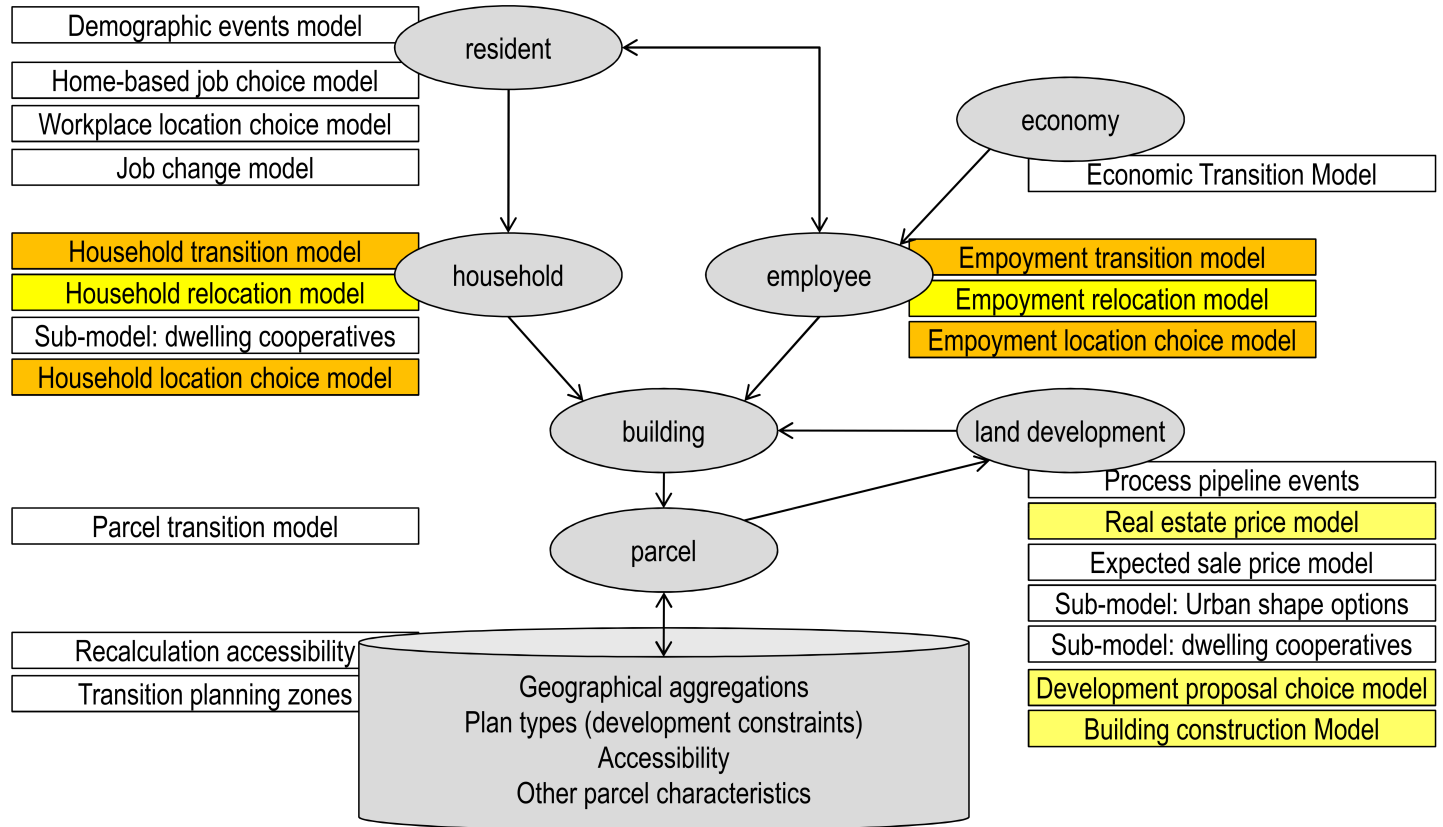 Demographic events model
Home-based job choice model
Workplace location choice model
Job change model
resident
economy
Economic Transition Model
Household transition model
Household relocation model
Sub-model: dwelling cooperatives
Household location choice model
household
employee
Empoyment transition model
Empoyment relocation model
Empoyment location choice model
building
land development
Process pipeline events
Real estate price model
Expected sale price model
Sub-model: Urban shape options
Sub-model: dwelling cooperatives
Development proposal choice model
Building construction Model
Parcel transition model
parcel
Recalculation accessibility
Transition planning zones
Geographical aggregations
Plan types (development constraints)
Accessibility
Other parcel characteristics